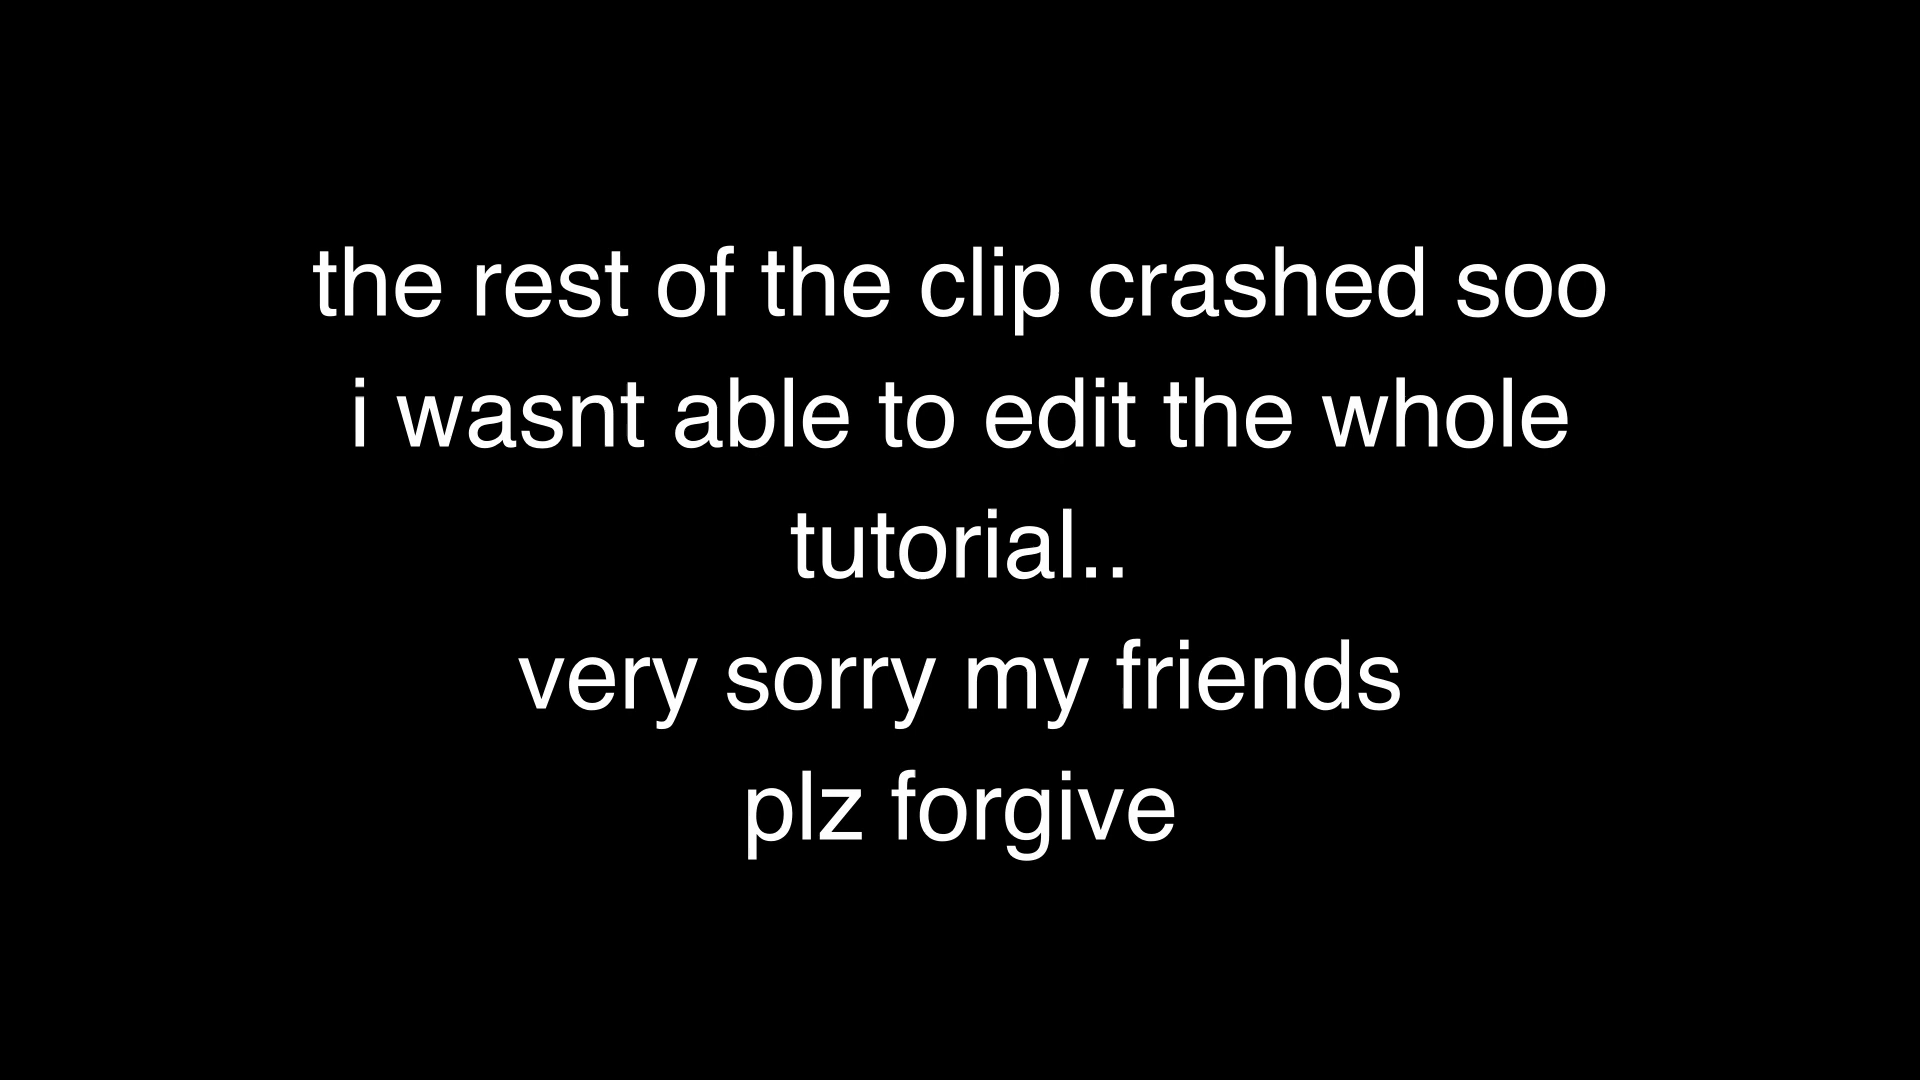 the rest of the clip crashed soo
i wasnt able to edit the whole
tutorial..
very sorry my friends
plz forgive